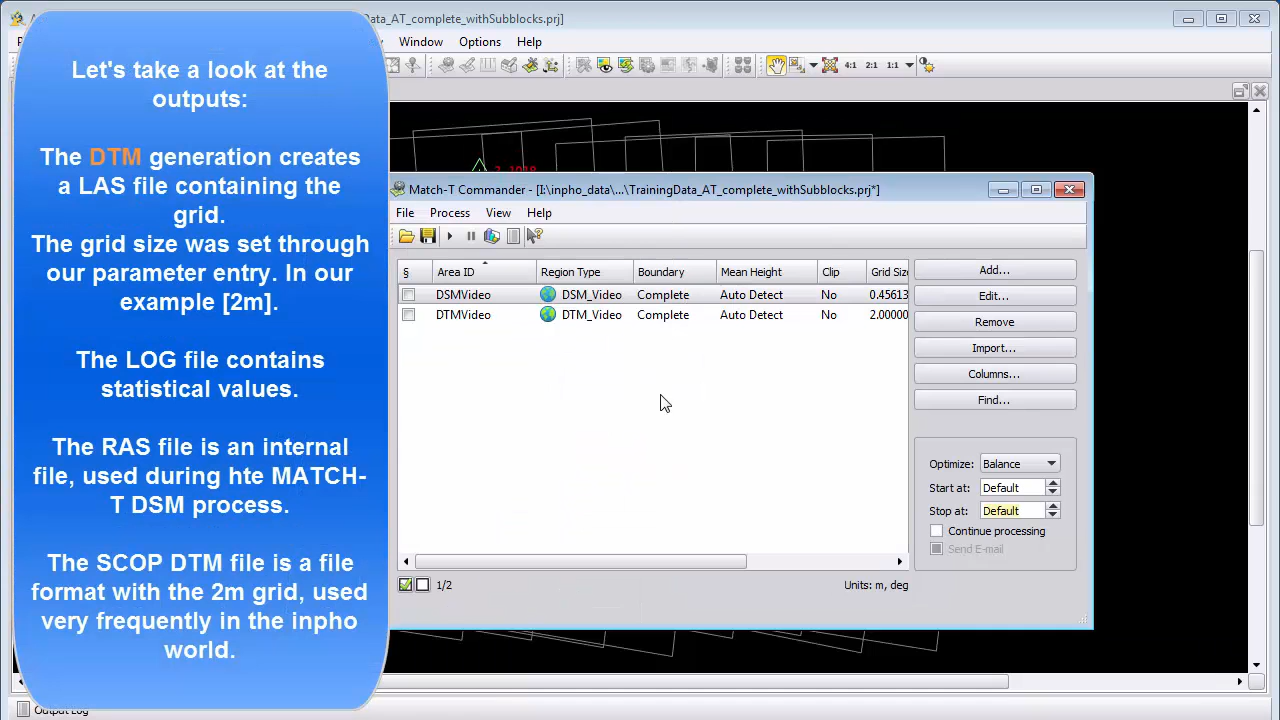 Data_AT_complete_withSubblocks.prj]
Window Options Help
4:1 2:1 1:1
Let's take a look at the
outputs:
The DTM generation creates
a LAS file containing the
grid.
The grid size was set through
our parameter entry. In our
example [2m].
The LOG file contains
statistical values.
The RAS file is an internal
file, used during hte MATCH-
T DSM process.
The SCOP DTM file is a file
format with the 2m grid, used
very frequently in the inpho
world.
Match-T Commander - [I:\inpho_data\...\TrainingData_AT_complete_withSubblocks.prj*]
File Process View Help
§ Area ID Region Type Boundary Mean Height Clip Grid Siz
DSMVideo DSM_Video Complete Auto Detect No 0.45613
DTMVideo DTM_Video Complete Auto Detect No 2.00000
Add...
Edit...
Remove
Import...
Columns...
Find...
Optimize: Balance
Start at: Default
Stop at: Default
Continue processing
Send E-mail
1/2 Units: m, deg
Output Log